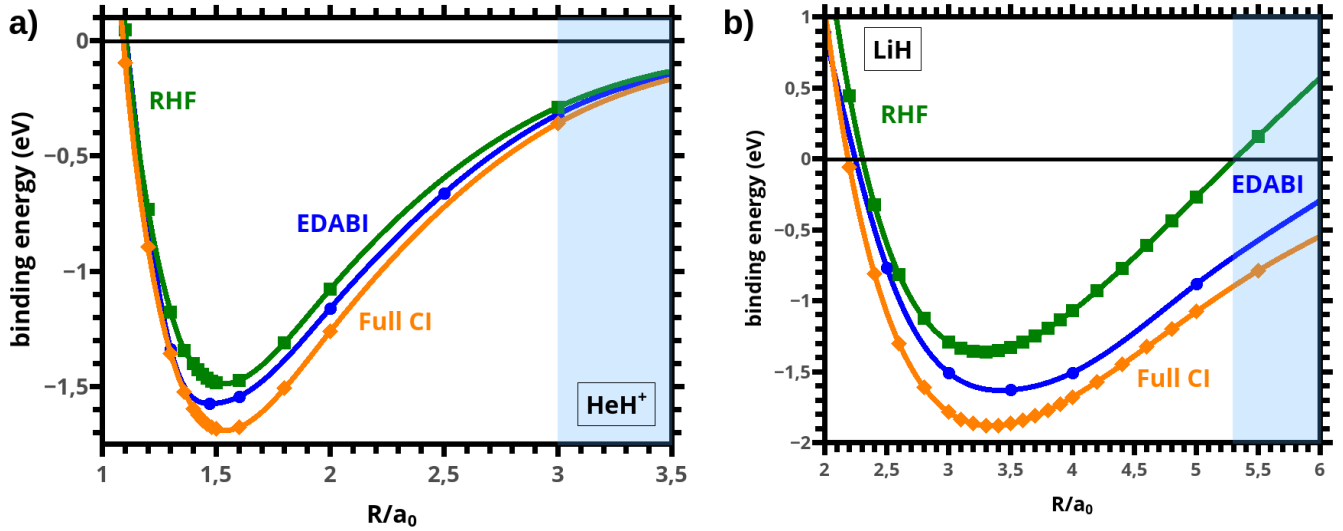 a)
0
−0,5
−1
−1,5
binding energy (eV)
RHF
EDABI
Full CI
HeH⁺
1
1,5
2
2,5
3
3,5
R/a₀
b)
1
0,5
0
−0,5
−1
−1,5
−2
binding energy (eV)
LiH
RHF
EDABI
Full CI
2
2,5
3
3,5
4
4,5
5
5,5
6
R/a₀